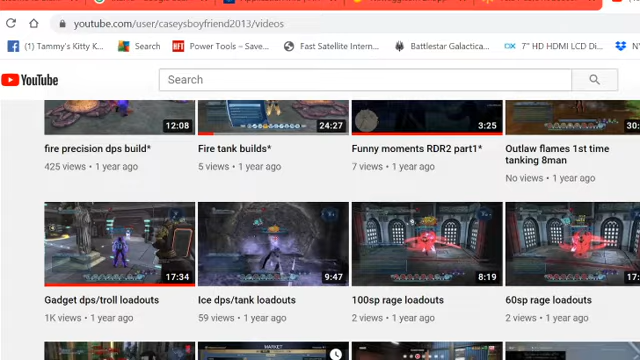 youtube.com/user/caseysboyfriend2013/videos
(1) Tammy's Kitty K... Search Power Tools – Save... Fast Satellite Intern... Battlestar Galactica... 7" HD HDMI LCD Di... NY
YouTube Search
12:08 24:27 3:25 30:
fire precision dps build* Fire tank builds* Funny moments RDR2 part1* Outlaw flames 1st time
tanking 8man
425 views • 1 year ago 5 views • 1 year ago 7 views • 1 year ago No views • 1 year ago
17:34 9:47 8:19 17:
Gadget dps/troll loadouts Ice dps/tank loadouts 100sp rage loadouts 60sp rage loadouts
1K views • 1 year ago 59 views • 1 year ago 2 views • 1 year ago 2 views • 1 year ago
MARKET